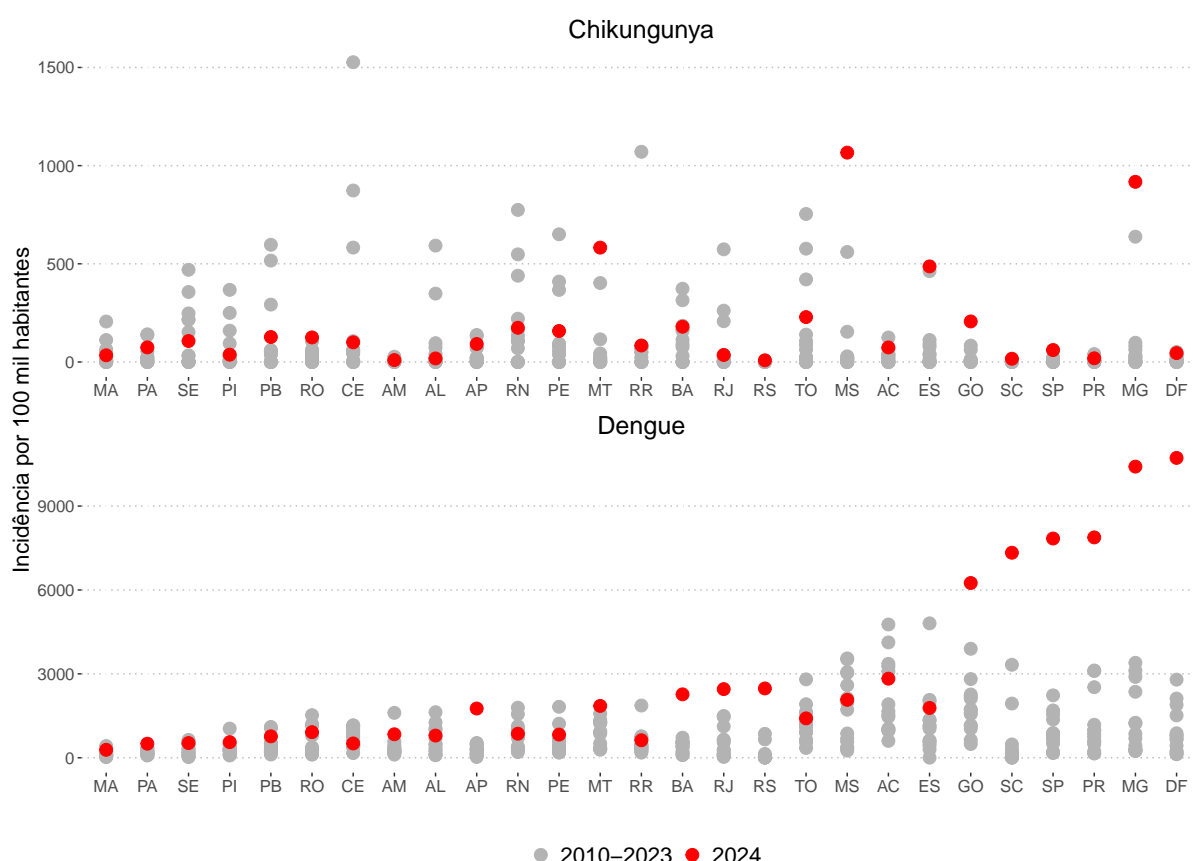 Chikungunya
1500
1000
500
0
MA PA SE PI PB RO CE AM AL AP RN PE MT RR BA RJ RS TO MS AC ES GO SC SP PR MG DF
Incidência por 100 mil habitantes
Dengue
9000
6000
3000
0
MA PA SE PI PB RO CE AM AL AP RN PE MT RR BA RJ RS TO MS AC ES GO SC SP PR MG DF
2010–2023 2024